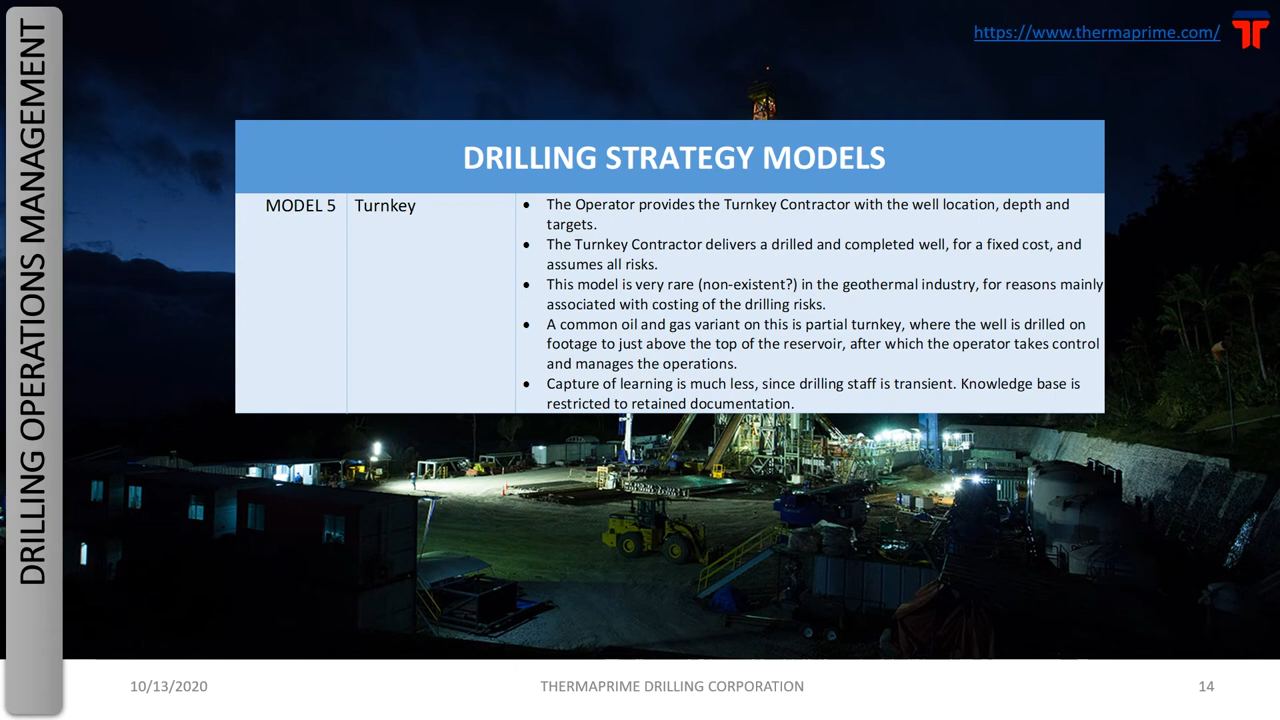 https://www.thermaprime.com/
DRILLING OPERATIONS MANAGEMENT
DRILLING STRATEGY MODELS
MODEL 5
Turnkey
• The Operator provides the Turnkey Contractor with the well location, depth and
targets.
• The Turnkey Contractor delivers a drilled and completed well, for a fixed cost, and
assumes all risks.
• This model is very rare (non-existent?) in the geothermal industry, for reasons mainly
associated with costing of the drilling risks.
• A common oil and gas variant on this is partial turnkey, where the well is drilled on
footage to just above the top of the reservoir, after which the operator takes control
and manages the operations.
• Capture of learning is much less, since drilling staff is transient. Knowledge base is
restricted to retained documentation.
10/13/2020
THERMAPRIME DRILLING CORPORATION
14